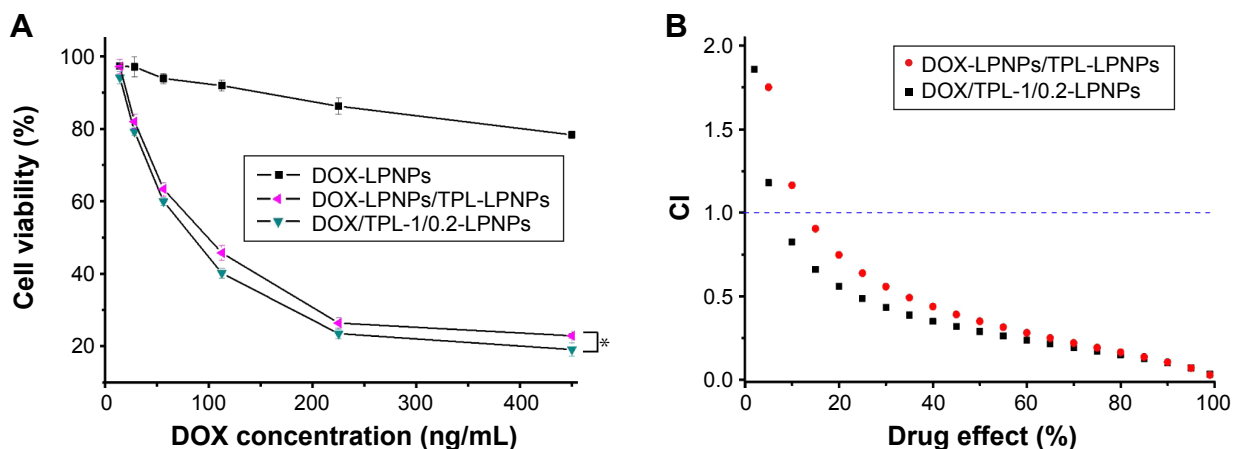 A
Cell viability (%)
100
80
60
40
20
DOX-LPNPs
DOX-LPNPs/TPL-LPNPs
DOX/TPL-1/0.2-LPNPs
*
0
100
200
300
400
DOX concentration (ng/mL)
B
CI
2.0
1.5
1.0
0.5
0.0
DOX-LPNPs/TPL-LPNPs
DOX/TPL-1/0.2-LPNPs
0
20
40
60
80
100
Drug effect (%)